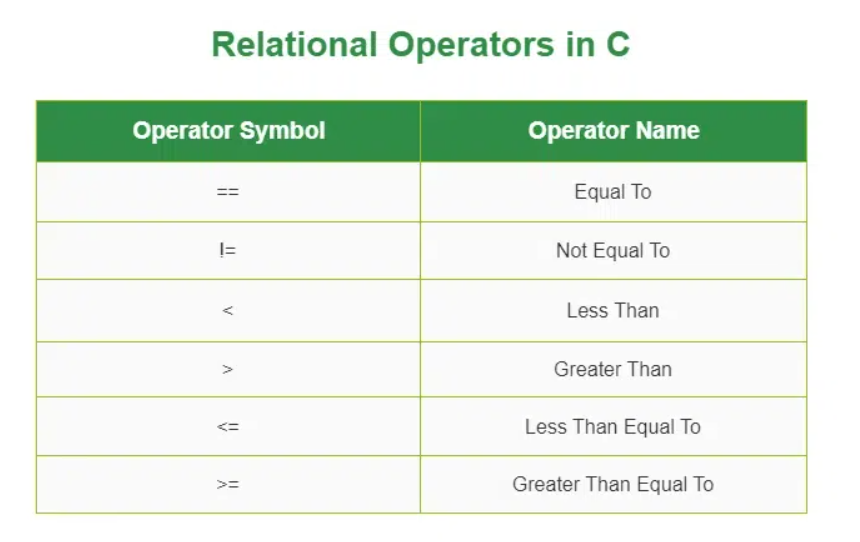 Relational Operators in C
Operator Symbol Operator Name
== Equal To
!= Not Equal To
< Less Than
> Greater Than
<= Less Than Equal To
>= Greater Than Equal To